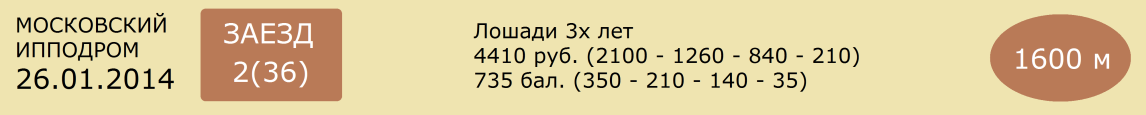 МОСКОВСКИЙ
ИППОДРОМ
26.01.2014
ЗАЕЗД
2(36)
Лошади 3х лет
4410 руб. (2100 - 1260 - 840 - 210)
735 бал. (350 - 210 - 140 - 35)
1600 м